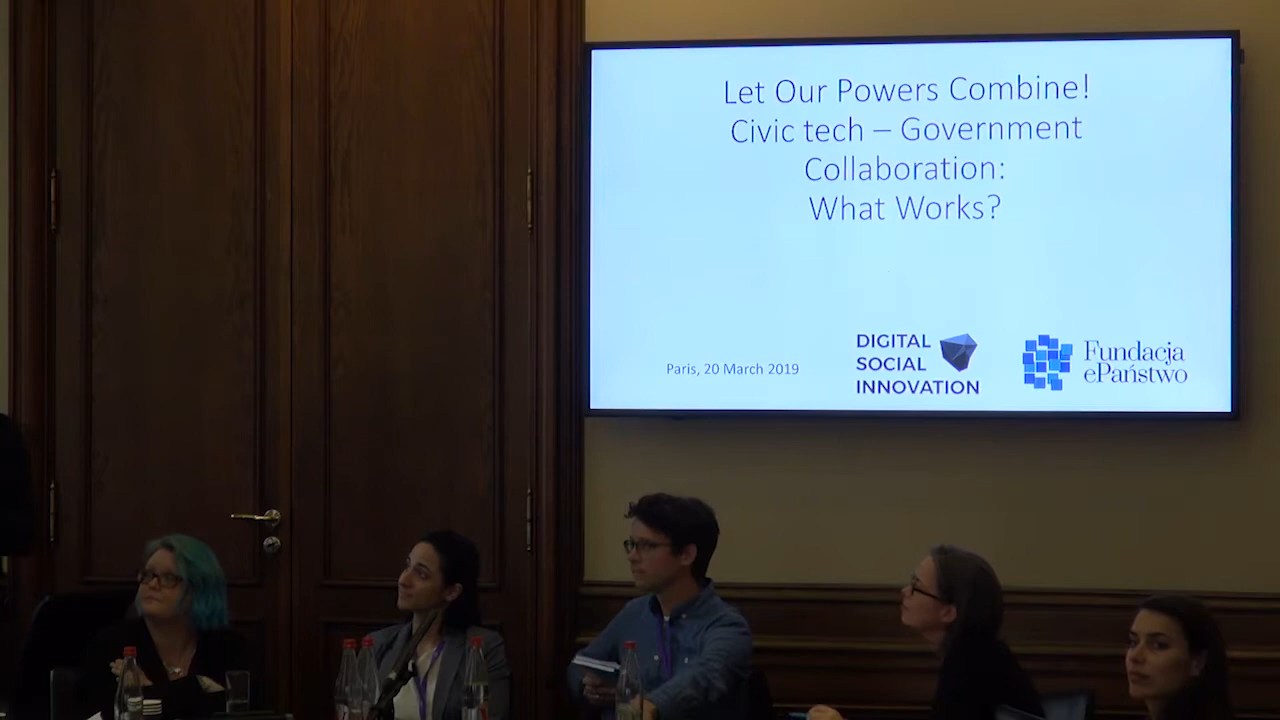 Let Our Powers Combine!
Civic tech – Government
Collaboration:
What Works?
Paris, 20 March 2019
DIGITAL
SOCIAL
INNOVATION
Fundacja
ePaństwo